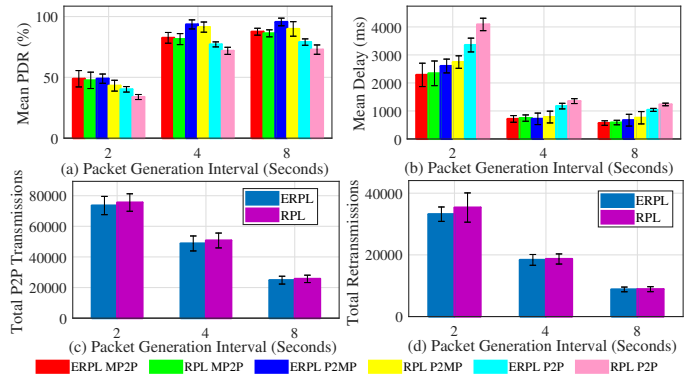 100
50
0
Mean PDR (%)
2 4 8
(a) Packet Generation Interval (Seconds)
4000
3000
2000
1000
0
Mean Delay (ms)
2 4 8
(b) Packet Generation Interval (Seconds)
80000
60000
40000
20000
0
Total P2P Transmissions
ERPL
RPL
2 4 8
(c) Packet Generation Interval (Seconds)
40000
20000
0
Total Retransmissions
ERPL
RPL
2 4 8
(d) Packet Generation Interval (Seconds)
ERPL MP2P RPL MP2P ERPL P2MP RPL P2MP ERPL P2P RPL P2P